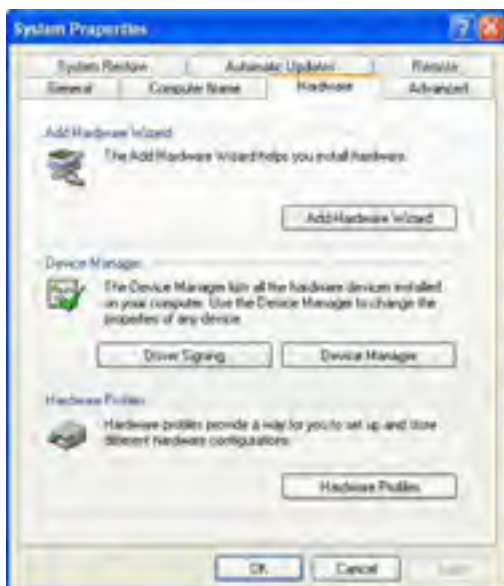 System Properties
System Restore Automatic Updates Remote
General Computer Name Hardware Advanced
Add Hardware Wizard
The Add Hardware Wizard helps you install hardware.
Add Hardware Wizard
Device Manager
The Device Manager lists all the hardware devices installed
on your computer. Use the Device Manager to change the
properties of any device.
Driver Signing Device Manager
Hardware Profiles
Hardware profiles provide a way for you to set up and store
different hardware configurations.
Hardware Profiles
OK Cancel Apply